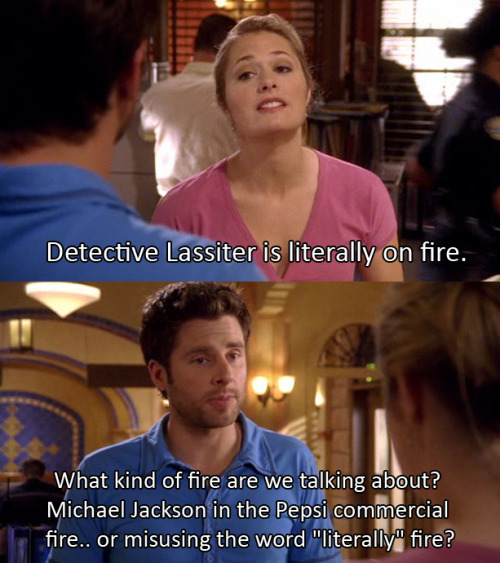 Detective Lassiter is literally on fire.
What kind of fire are we talking about?
Michael Jackson in the Pepsi commercial
fire.. or misusing the word "literally" fire?